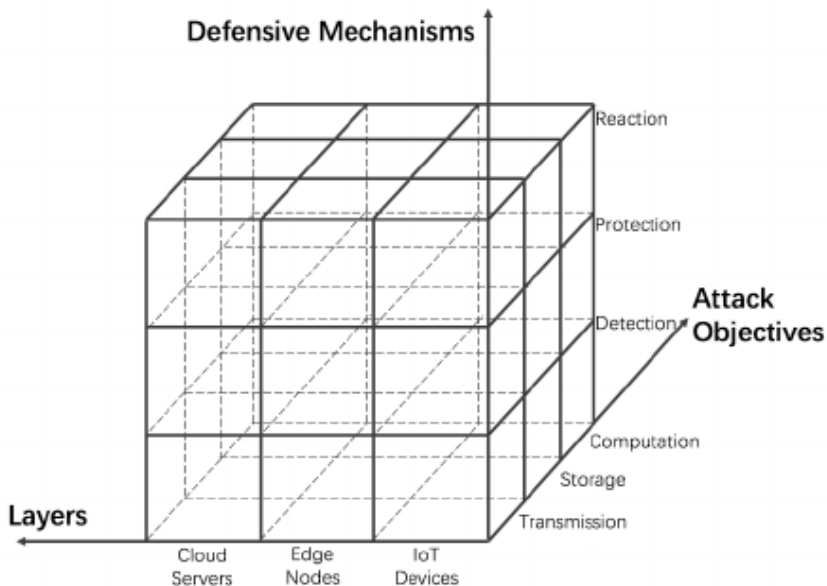 Defensive Mechanisms
Reaction
Protection
Attack
Objectives
Detection
Computation
Storage
Transmission
Layers
Cloud
Servers
Edge
Nodes
IoT
Devices